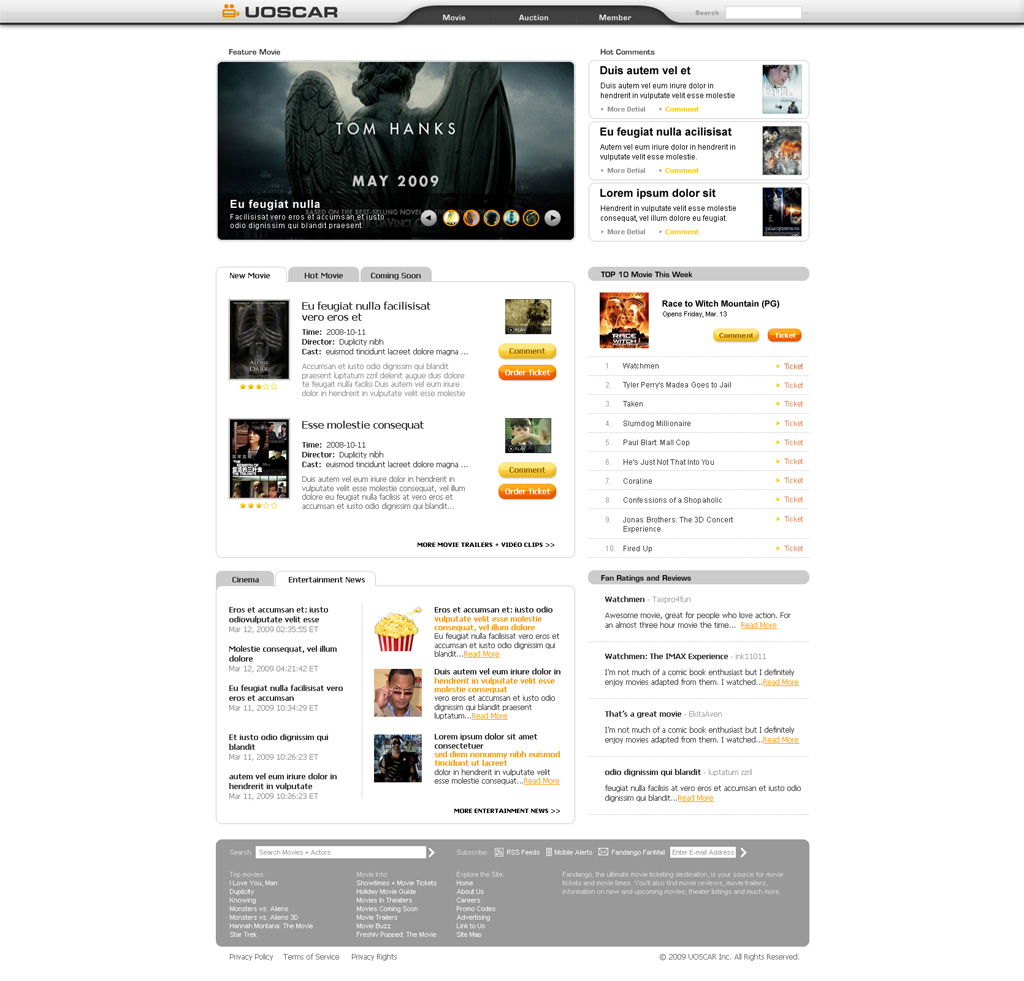 UOSCAR
Movie
Auction
Member
Search
Feature Movie
TOM HANKS
MAY 2009
BASED ON THE BEST-SELLING NOVEL
Eu feugiat nulla
Facilisisat vero eros et accumsan et iusto
odio dignissim qui blandit praesent.
Hot Comments
Duis autem vel et
Duis autem vel eum iriure dolor in
hendrerit in vulputate velit esse molestie
More Detial
Comment
Eu feugiat nulla acilisisat
Autem vel eum iriure dolor in hendrerit in
vulputate velit esse molestie.
More Detial
Comment
Lorem ipsum dolor sit
Hendrerit in vulputate velit esse molestie
consequat, vel illum dolore eu feugiat.
More Detial
Comment
New Movie
Hot Movie
Coming Soon
ALONE
DARK
Eu feugiat nulla facilisisat
vero eros et
Time: 2008-10-11
Director: Duplicity nibh
Cast: euismod tincidunt lacreet dolore magna ...
Accumsan et iusto odio dignissim qui blandit
praesent luptatum zzril delenit augue duis dolore
te feugait nulla facilisi Duis autem vel eum iriure
dolor in hendrerit in vulputate velit esse molestie
PLAY
Comment
Order Ticket
Esse molestie consequat
Time: 2008-10-11
Director: Duplicity nibh
Cast: euismod tincidunt lacreet dolore magna ...
Duis autem vel eum iriure dolor in hendrerit in
vulputate velit esse molestie consequat, vel illum
dolore eu feugiat nulla facilisis at vero eros et
accumsan et iusto odio dignissim blandit...
PLAY
Comment
Order Ticket
MORE MOVIE TRAILERS + VIDEO CLIPS >>
TOP 10 Movie This Week
RACE
WITCH
Race to Witch Mountain (PG)
Opens Friday, Mar. 13
Comment
Ticket
1. Watchmen Ticket
2. Tyler Perry's Madea Goes to Jail Ticket
3. Taken Ticket
4. Slumdog Millionaire Ticket
5. Paul Blart: Mall Cop Ticket
6. He's Just Not That Into You Ticket
7. Coraline Ticket
8. Confessions of a Shopaholic Ticket
9. Jonas Brothers: The 3D Concert Ticket
Experience
10. Fired Up Ticket
Cinema
Entertainment News
Eros et accumsan et: iusto
odiovulputate velit esse
Mar 12, 2009 02:35:55 ET
Molestie consequat, vel illum
dolore
Mar 12, 2009 04:21:42 ET
Eu feugiat nulla facilisisat vero
eros et accumsan
Mar 11, 2009 10:34:29 ET
Et iusto odio dignissim qui
blandit
Mar 11, 2009 10:26:23 ET
autem vel eum iriure dolor in
hendrerit in vulputate
Mar 11, 2009 10:26:23 ET
Eros et accumsan et: iusto odio
vulputate velit esse molestie
consequat, vel illum dolore
Eu feugiat nulla facilisisat vero eros et
accumsan et iusto odio dignissim qui
blandit...Read More
Duis autem vel eum iriure dolor in
hendrerit in vulputate velit esse
molestie consequat
vero eros et accumsan et iusto odio
dignissim qui blandit praesent
luptatum...Read More
Lorem ipsum dolor sit amet
consectetuer
sed diem nonummy nibh euismod
tincidunt ut lacreet
dolor in hendrerit in vulputate velit
esse molestie consequat...Read More
MORE ENTERTAINMENT NEWS >>
Fan Ratings and Reviews
Watchmen - Taxpro4fun
Awesome movie, great for people who love action. For
an almost three hour movie the time... Read More
Watchmen: The IMAX Experience - ink11011
I'm not much of a comic book enthusiast but I definitely
enjoy movies adapted from them. I watched...Read More
That's a great movie - EkitaAven
I'm not much of a comic book enthusiast but I definitely
enjoy movies adapted from them. I watched...Read More
odio dignissim qui blandit - luptatum zzril
feugiat nulla facilisis at vero eros et accumsan et iusto odio
dignissim qui blandit...Read More
Search:
Search Movies + Actors
Subscribe:
RSS Feeds
Mobile Alerts
Fandango FanMail
Enter E-mail Address
Top movies:
I Love You, Man
Duplicity
Knowing
Monsters vs. Aliens
Monsters vs. Aliens 3D
Hannah Montana: The Movie
Star Trek
Movie Info:
Showtimes + Movie Tickets
Holiday Movie Guide
Movies In Theaters
Movies Coming Soon
Movie Trailers
Movie Buzz
Freshly Popped: The Movie
Explore the Site:
Home
About Us
Careers
Promo Codes
Advertising
Link to Us
Site Map
Fandango, the ultimate movie ticketing destination, is your source for movie
tickets and movie times. You'll also find movie reviews, movie trailers,
information on new and upcoming movies, theater listings and much more.
Privacy Policy
Terms of Service
Privacy Rights
© 2009 UOSCAR Inc. All Rights Reserved.